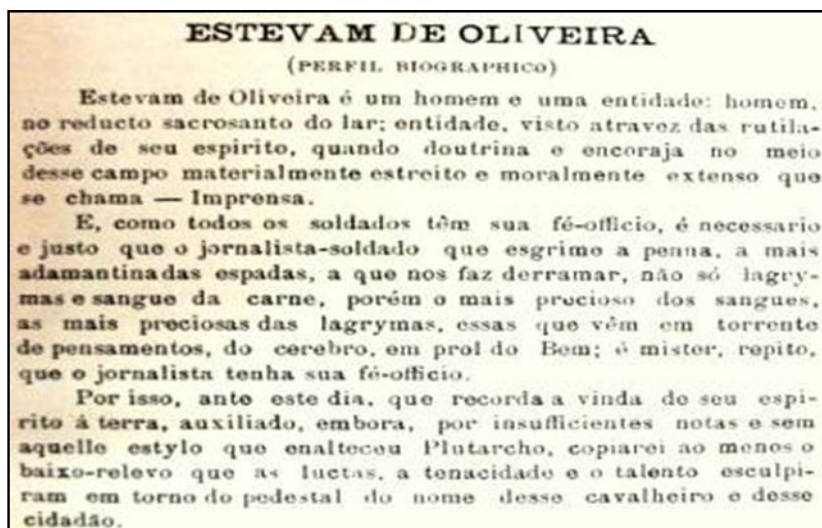 ESTEVAM DE OLIVEIRA
(PERFIL BIOGRAPHICO)
Estevam de Oliveira é um homem e uma entidade: homem,
no reducto sacrosanto do lar; entidade, visto atravez das rutila-
ções de seu espirito, quando doutrina e encoraja no meio
desse campo materialmente estreito e moralmente extenso que
se chama — Imprensa.
E, como todos os soldados têm sua fé-officio, é necessario
e justo que o jornalista-soldado que esgrime a penna, a mais
adamantina das espadas, a que nos faz derramar, não só lagry-
mas e sangue da carne, porém o mais precioso dos sangues,
as mais preciosas das lagrymas, essas que vêm em torrente
de pensamentos, do cerebro, em prol do Bem; é mister, repito,
que o jornalista tenha sua fé-officio.
Por isso, ante este dia, que recorda a vinda de seu espi-
rito á terra, auxiliado, embora, por insufficientes notas e sem
aquelle estylo que enalteceu Plutarcho, copiarei ao menos o
baixo-relevo que as luctas, a tenacidade e o talento esculpi-
ram em torno do pedestal do nome desse cavalheiro e desse
cidadão.